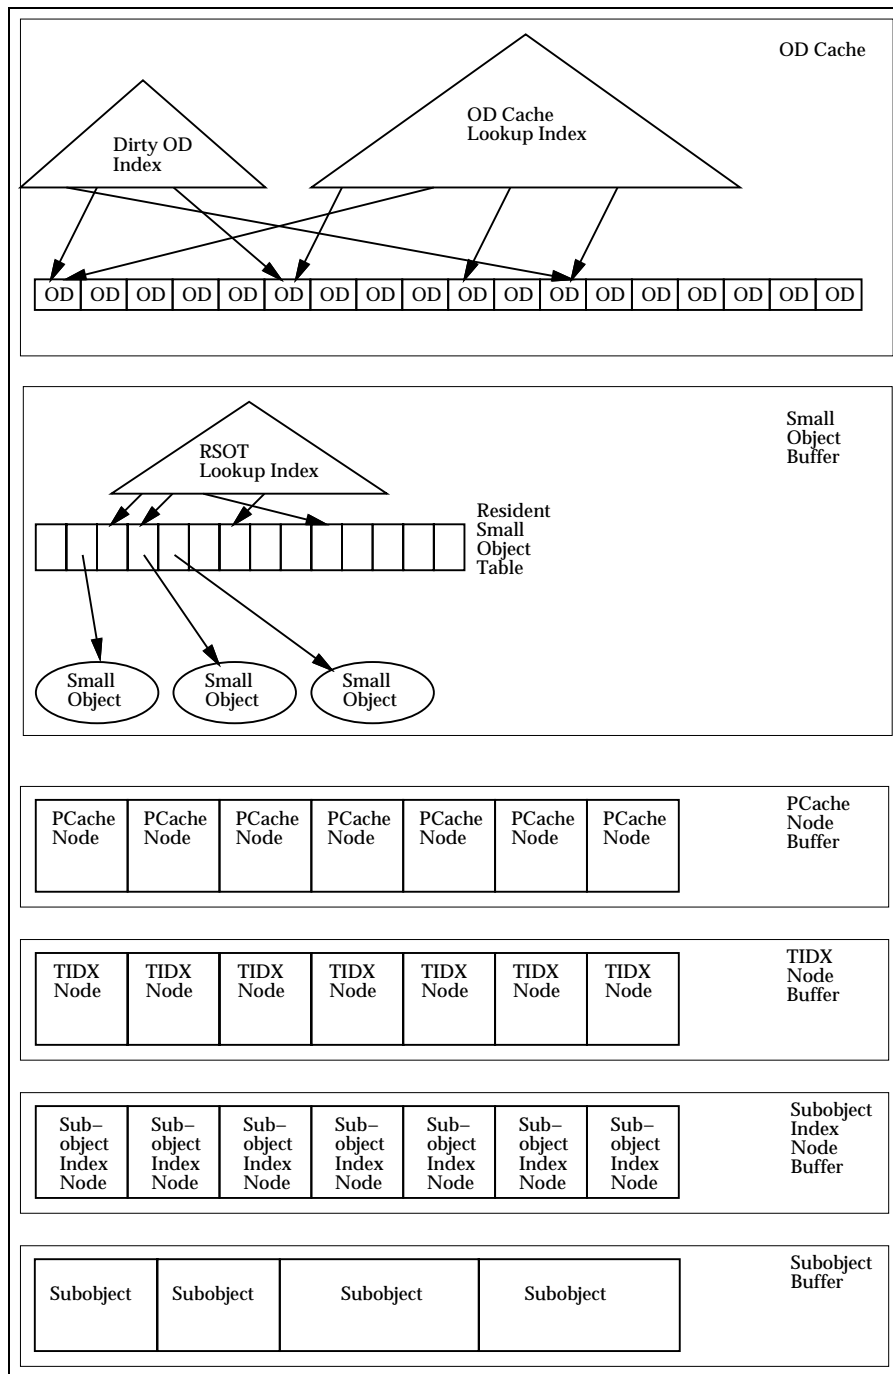 OD Cache
OD Cache
Lookup Index
Dirty OD
Index
OD OD OD OD OD OD OD OD OD OD OD OD OD OD OD OD OD OD
Small
Object
Buffer
RSOT
Lookup Index
Resident
Small
Object
Table
Small
Object
Small
Object
Small
Object
PCache
Node
Buffer
PCache PCache PCache PCache PCache PCache PCache
Node Node Node Node Node Node Node
TIDX
Node
Buffer
TIDX TIDX TIDX TIDX TIDX TIDX TIDX
Node Node Node Node Node Node Node
Subobject
Index
Node
Buffer
Sub– Sub– Sub– Sub– Sub– Sub– Sub–
object object object object object object object
Index Index Index Index Index Index Index
Node Node Node Node Node Node Node
Subobject
Buffer
Subobject Subobject Subobject Subobject